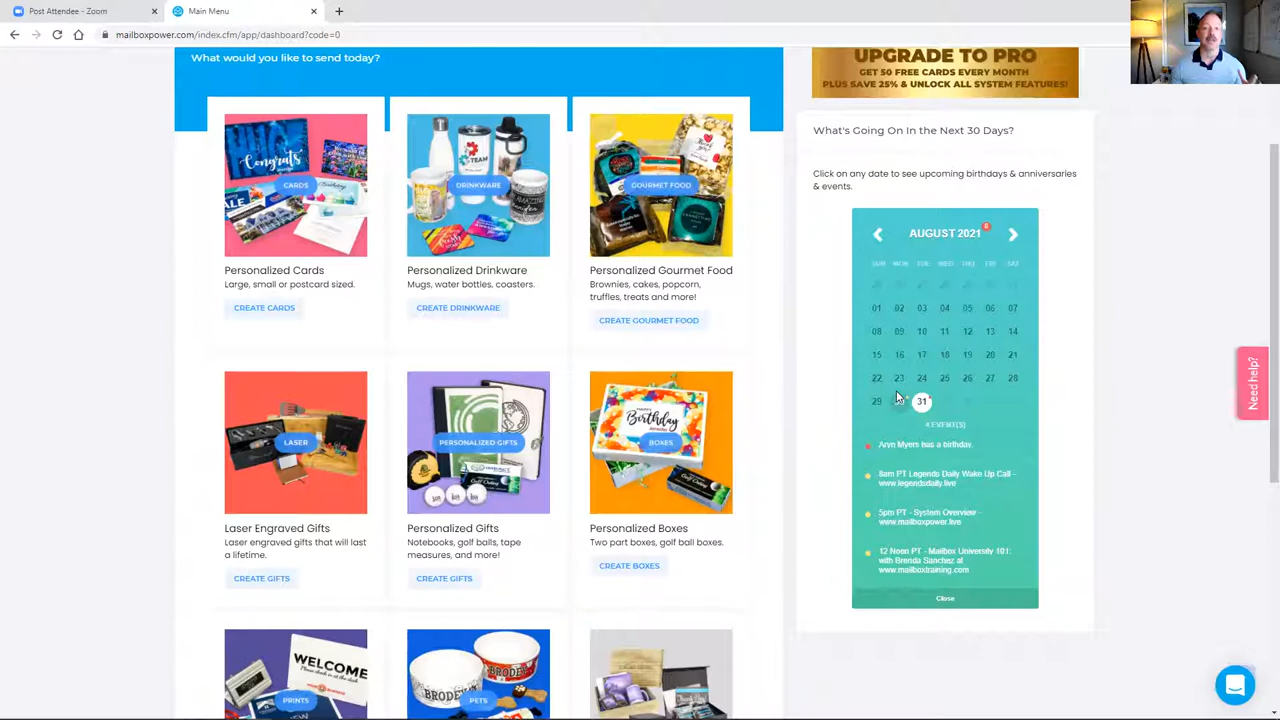 Post Attendee - Zoom
Main Menu
mailboxpower.com/index.cfm/app/dashboard?code=0
What would you like to send today?
Congrats
CARDS
DRINKWARE
GOURMET FOOD
Personalized Cards
Large, small or postcard sized.
CREATE CARDS
Personalized Drinkware
Mugs, water bottles, coasters.
CREATE DRINKWARE
Personalized Gourmet Food
Brownies, cakes, popcorn,
truffles, treats and more!
CREATE GOURMET FOOD
LASER
PERSONALIZED GIFTS
Birthday
BOXES
Laser Engraved Gifts
Laser engraved gifts that will last
a lifetime.
CREATE GIFTS
Personalized Gifts
Notebooks, golf balls, tape
measures, and more!
CREATE GIFTS
Personalized Boxes
Two part boxes, golf ball boxes.
CREATE BOXES
WELCOME
PRINTS
BRODEY
PETS
UPGRADE TO PRO
GET 50 FREE CARDS EVERY MONTH
PLUS SAVE 25% & UNLOCK ALL SYSTEM FEATURES!
What's Going On In the Next 30 Days?
Click on any date to see upcoming birthdays & anniversaries
& events.
AUGUST 2021
SUN MON TUE WED THU FRI SAT
01 02 03 04 05 06 07
08 09 10 11 12 13 14
15 16 17 18 19 20 21
22 23 24 25 26 27 28
29 31
4 EVENT(S)
Aryn Myers has a birthday.
8am PT Legends Daily Wake Up Call -
www.legendsdaily.live
5pm PT - System Overview -
www.mailboxpower.live
12 Noon PT - Mailbox University 101:
with Brenda Sanchez at
www.mailboxtraining.com
Close
Need help?